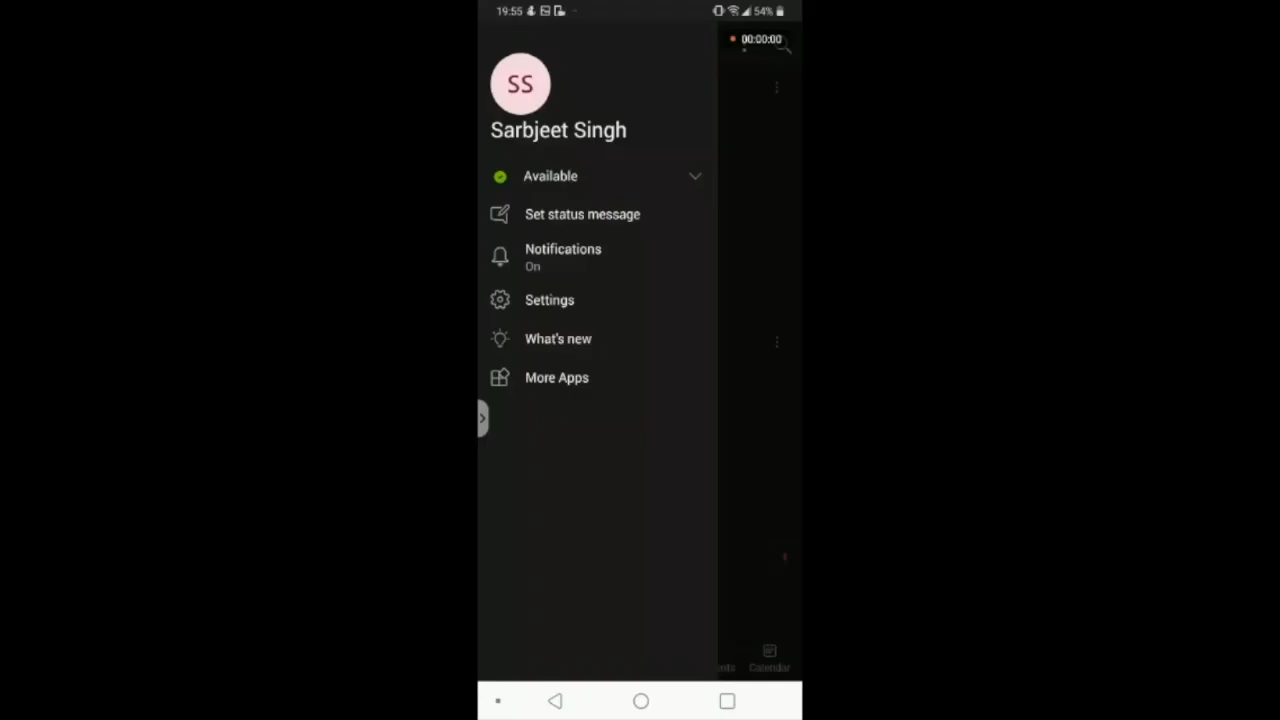 19:55 54%
00:00:00
SS
Sarbjeet Singh
Available
Set status message
Notifications
On
Settings
What's new
More Apps
Calendar